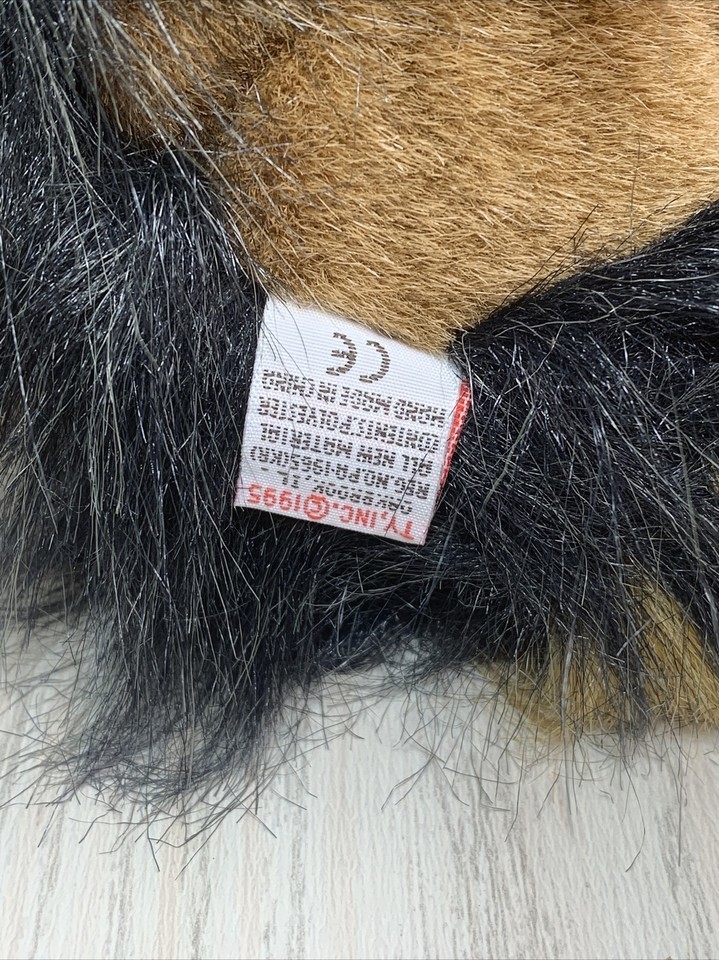 TY, INC. ©1995
OAKBROOK, IL
REG. NO PA-1965(KR)
ALL NEW MATERIAL
CONTENTS: POLYESTER
HAND MADE IN CHINA
CE